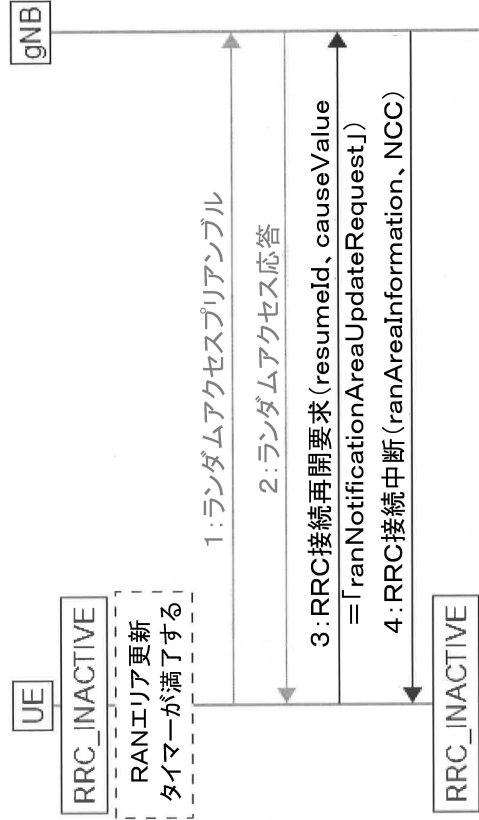 UE
gNB
RRC_INACTIVE
RANエリア更新
タイマーが満了する
1:ランダムアクセスプリアンブル
2:ランダムアクセス応答
3:RRC接続再開要求(resumeId、causeValue
=「ranNotificationAreaUpdateRequest」)
4:RRC接続中断(ranAreaInformation、NCC)
RRC_INACTIVE